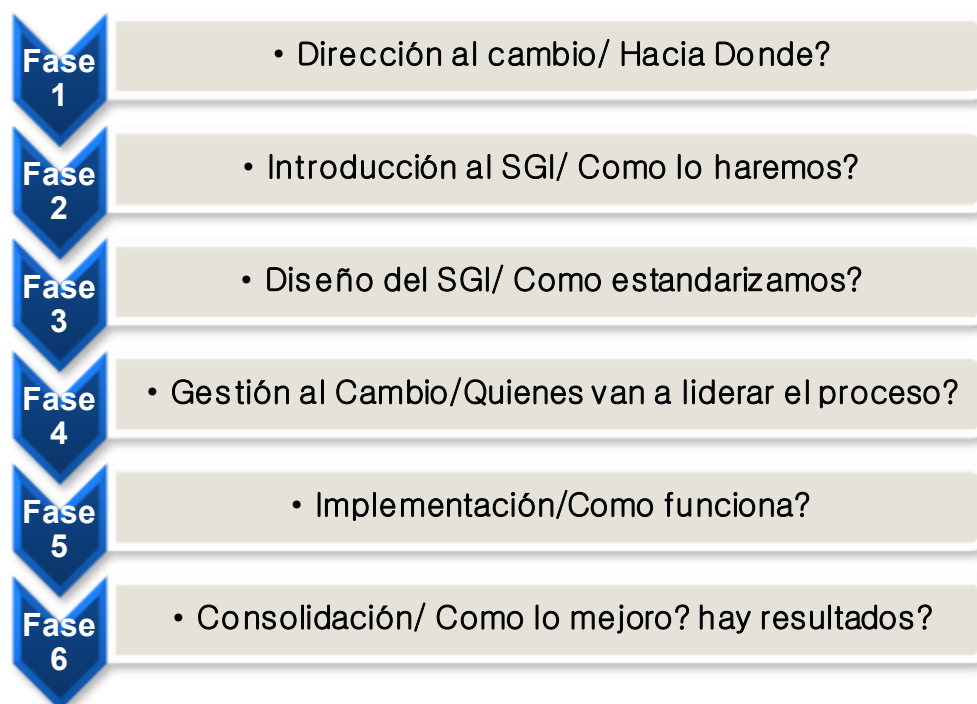 Fase
1
• Dirección al cambio/ Hacia Donde?
Fase
2
• Introducción al SGI/ Como lo haremos?
Fase
3
• Diseño del SGI/ Como estandarizamos?
Fase
4
• Gestión al Cambio/Quienes van a liderar el proceso?
Fase
5
• Implementación/Como funciona?
Fase
6
• Consolidación/ Como lo mejoro? hay resultados?